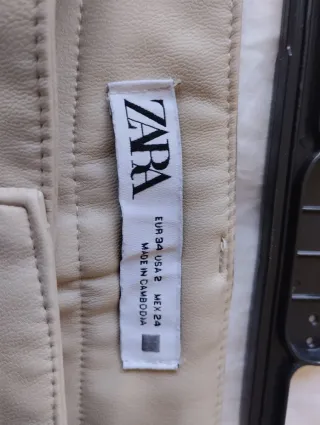 ZARA
EUR 34 USA 2 MEX 24
MADE IN CAMBODIA